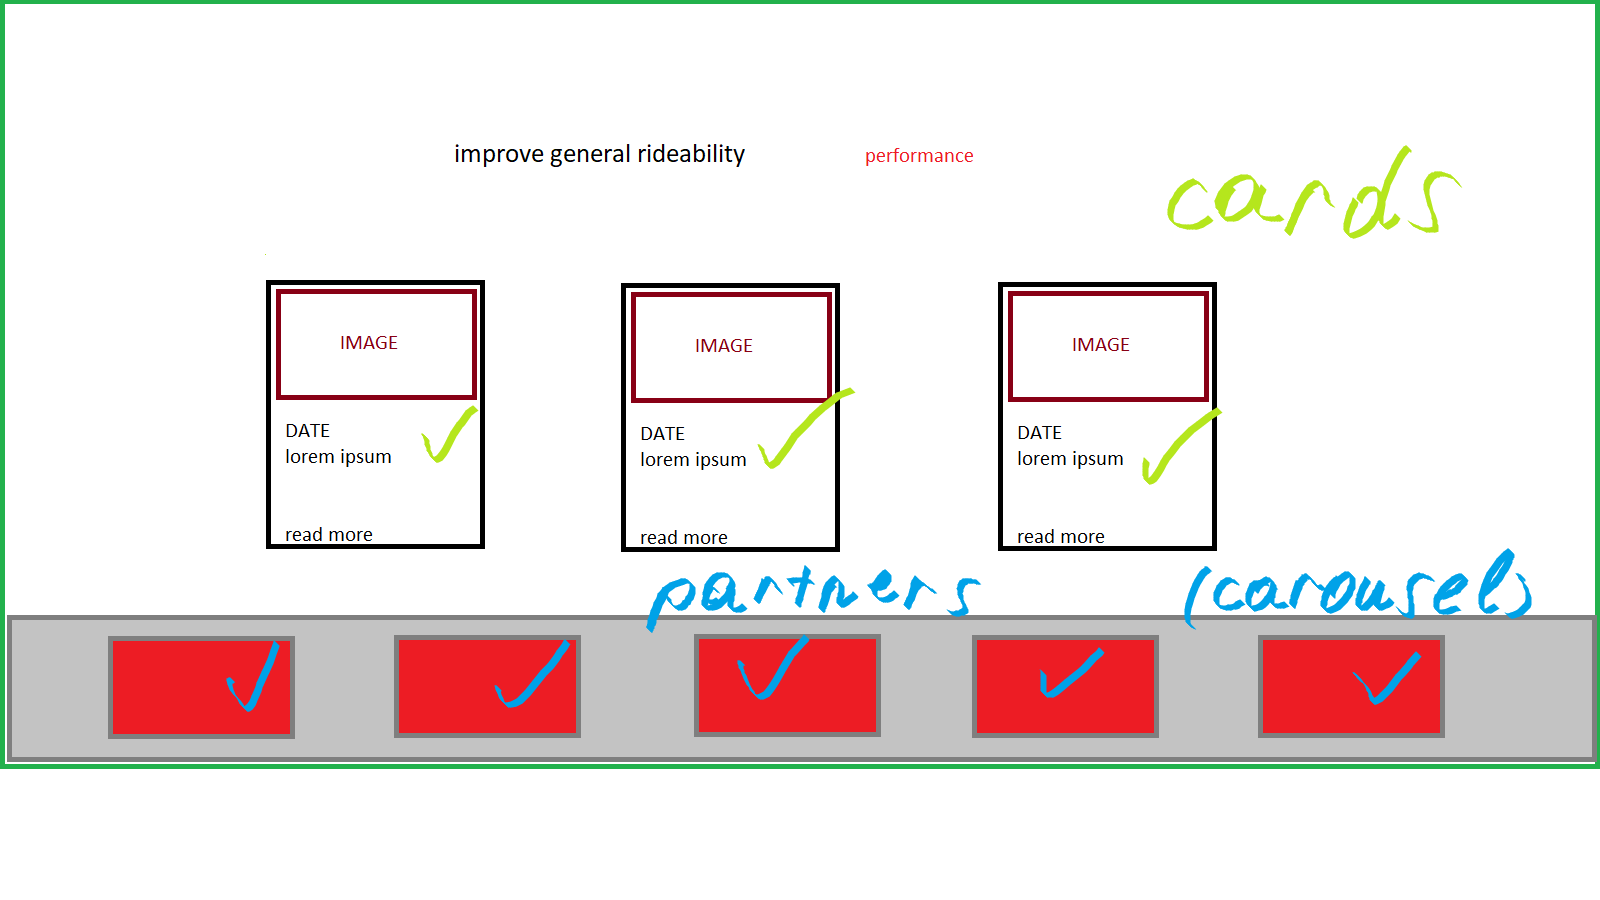 improve general rideability performance
cards
IMAGE
DATE
lorem ipsum
read more
IMAGE
DATE
lorem ipsum
read more
IMAGE
DATE
lorem ipsum
read more
partners (carousel)